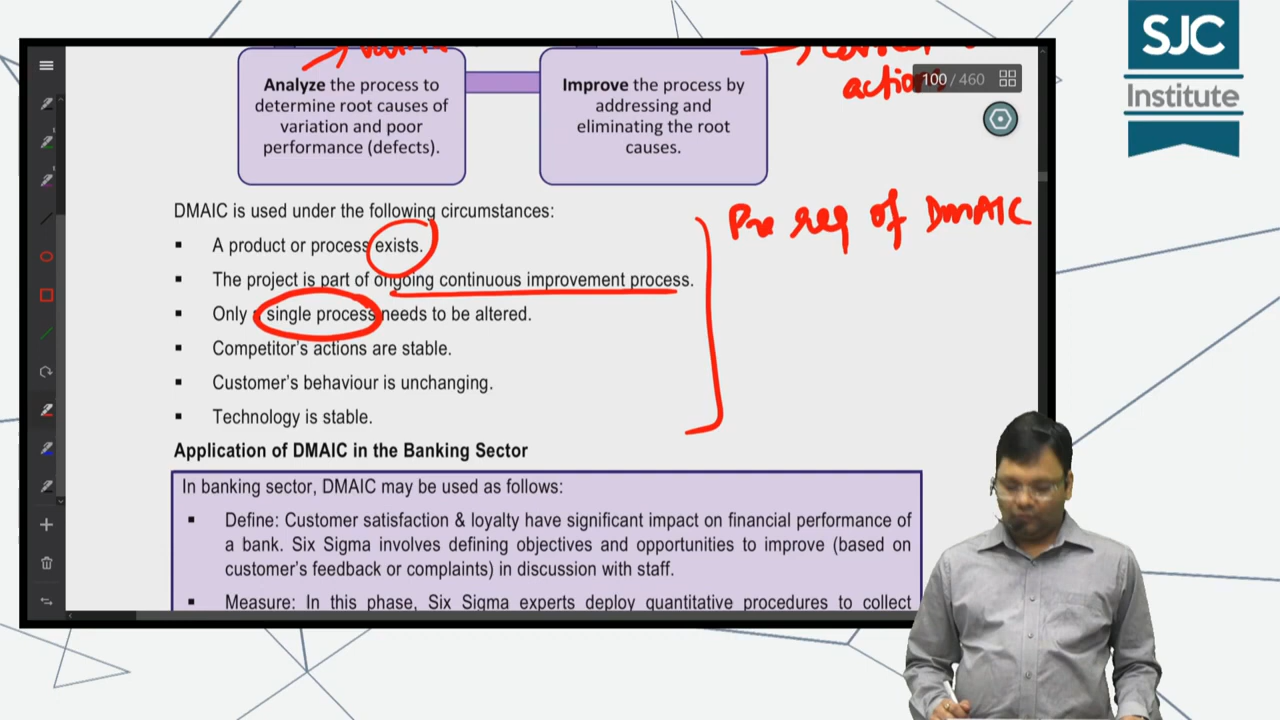 SJC
Institute
100 / 460
actions
Analyze the process to
determine root causes of
variation and poor
performance (defects).
Improve the process by
addressing and
eliminating the root
causes.
DMAIC is used under the following circumstances:
▪ A product or process exists.
▪ The project is part of ongoing continuous improvement process.
▪ Only a single process needs to be altered.
▪ Competitor's actions are stable.
▪ Customer's behaviour is unchanging.
▪ Technology is stable.
Pre req of DMAIC
Application of DMAIC in the Banking Sector
In banking sector, DMAIC may be used as follows:
▪ Define: Customer satisfaction & loyalty have significant impact on financial performance of
a bank. Six Sigma involves defining objectives and opportunities to improve (based on
customer's feedback or complaints) in discussion with staff.
▪ Measure: In this phase, Six Sigma experts deploy quantitative procedures to collect